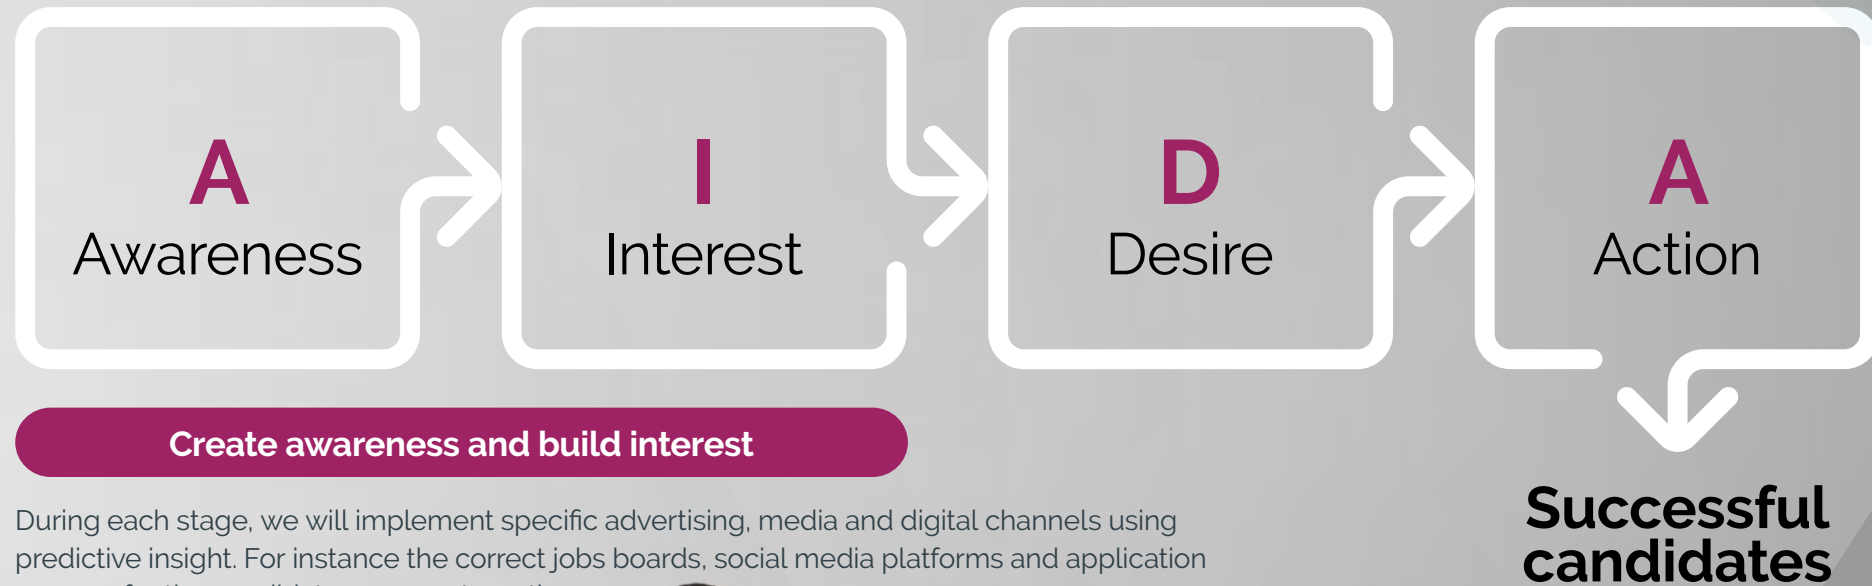 A
Awareness
I
Interest
D
Desire
A
Action
Create awareness and build interest
During each stage, we will implement specific advertising, media and digital channels using
predictive insight. For instance the correct jobs boards, social media platforms and application
Successful
candidates